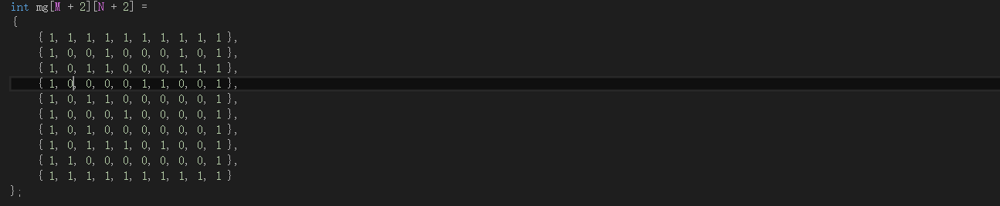 int mg[M + 2][N + 2] =
{
{ 1, 1, 1, 1, 1, 1, 1, 1, 1, 1 },
{ 1, 0, 0, 1, 0, 0, 0, 1, 0, 1 },
{ 1, 0, 1, 1, 0, 0, 0, 1, 1, 1 },
{ 1, 0, 0, 0, 0, 1, 1, 0, 0, 1 },
{ 1, 0, 1, 1, 0, 0, 0, 0, 0, 1 },
{ 1, 0, 0, 0, 1, 0, 0, 0, 0, 1 },
{ 1, 0, 1, 0, 0, 0, 0, 0, 0, 1 },
{ 1, 0, 1, 1, 1, 0, 1, 0, 0, 1 },
{ 1, 1, 0, 0, 0, 0, 0, 0, 0, 1 },
{ 1, 1, 1, 1, 1, 1, 1, 1, 1, 1 }
};